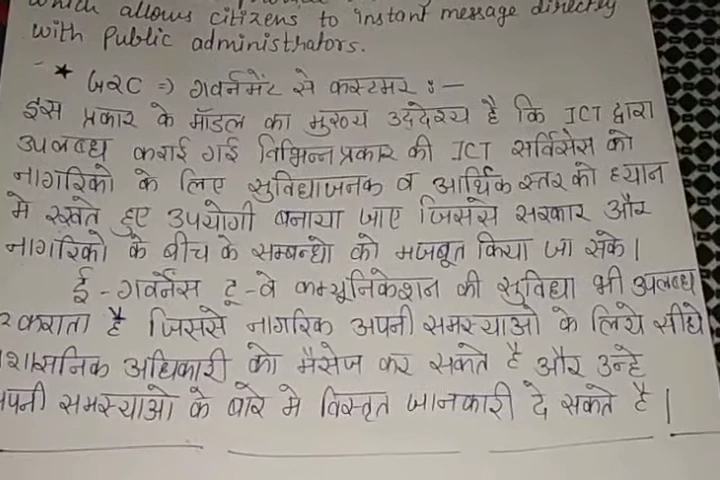 which allows citizens to instant message directly
with Public administrators.
- * G2C => गवर्नमेंट से कस्टमर : -
इस प्रकार के मॉडल का मुख्य उद्देश्य है कि ICT द्वारा
उपलब्ध कराई गई विभिन्न प्रकार की ICT सर्विसेस को
नागरिको के लिए सुविधाजनक व आर्थिक स्तर को ध्यान
मे रखते हुए उपयोगी बनाया जाए जिससे सरकार और
नागरिको के बीच के सम्बन्धो को मजबूत किया जा सके।
ई-गवर्नेंस टू-वे कम्यूनिकेशन की सुविधा भी उपलब्ध
कराता है जिससे नागरिक अपनी समस्याओ के लिये सीधे
शासनिक अधिकारी को मैसेज कर सकते है और उन्हे
पनी समस्याओ के बारे मे विस्तृत जानकारी दे सकते है।